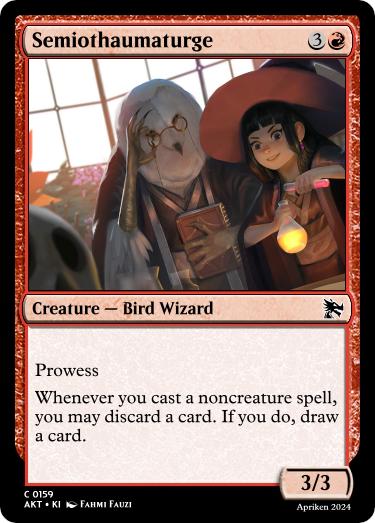 Semiothaumaturge 3
Creature — Bird Wizard
Prowess
Whenever you cast a noncreature spell,
you may discard a card. If you do, draw
a card.
3/3
C 0159
AKT • KI Fahmi Fauzi
Apriken 2024